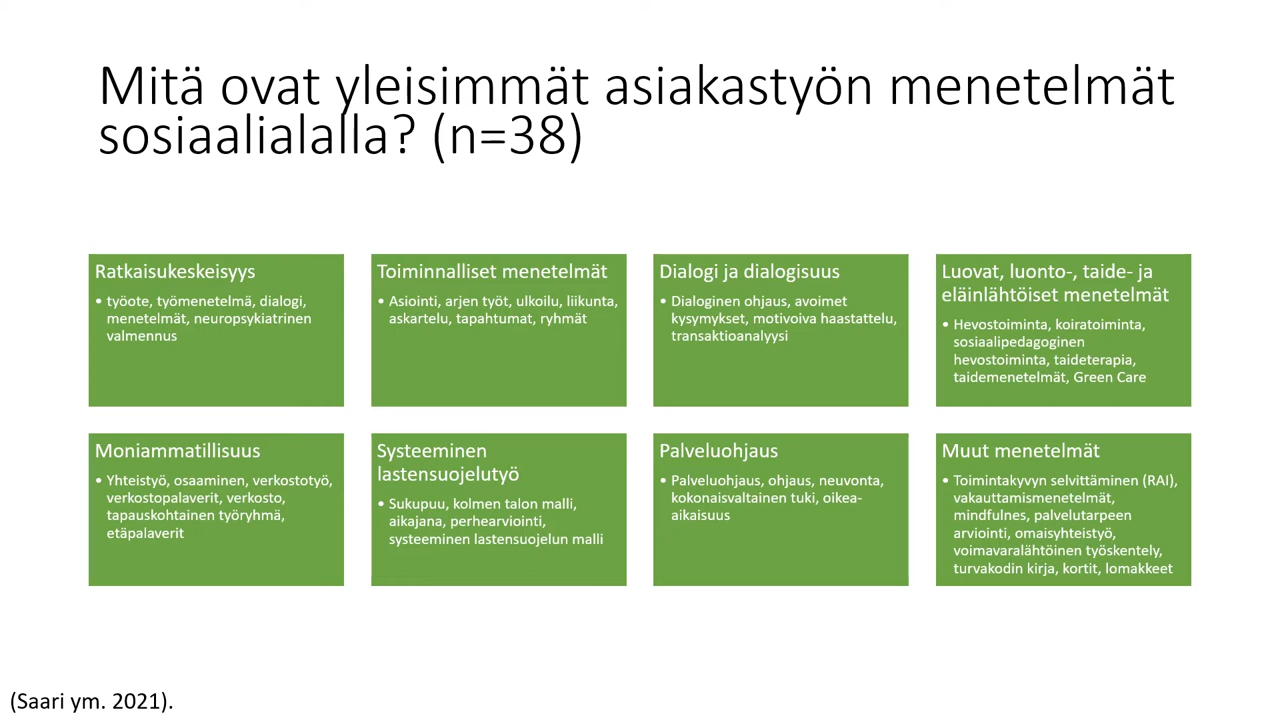 Mitä ovat yleisimmät asiakastyön menetelmät
sosiaalialalla? (n=38)
Ratkaisukeskeisyys
• työote, työmenetelmä, dialogi,
menetelmät, neuropsykiatrinen
valmennus
Toiminnalliset menetelmät
• Asiointi, arjen työt, ulkoilu, liikunta,
askartelu, tapahtumat, ryhmät
Dialogi ja dialogisuus
• Dialoginen ohjaus, avoimet
kysymykset, motivoiva haastattelu,
transaktioanalyysi
Luovat, luonto-, taide- ja
eläinlähtöiset menetelmät
• Hevostoiminta, koiratoiminta,
sosiaalipedagoginen
hevostoiminta, taideterapia,
taidemenetelmät, Green Care
Moniammatillisuus
• Yhteistyö, osaaminen, verkostotyö,
verkostopalaverit, verkosto,
tapauskohtainen työryhmä,
etäpalaverit
Systeeminen
lastensuojelutyö
• Sukupuu, kolmen talon malli,
aikajana, perhearviointi,
systeeminen lastensuojelun malli
Palveluohjaus
• Palveluohjaus, ohjaus, neuvonta,
kokonaisvaltainen tuki, oikea-
aikaisuus
Muut menetelmät
• Toimintakyvyn selvittäminen (RAI),
vakauttamismenetelmät,
mindfulnes, palvelutarpeen
arviointi, omaisyhteistyö,
voimavaralähtöinen työskentely,
turvakodin kirja, kortit, lomakkeet
(Saari ym. 2021).